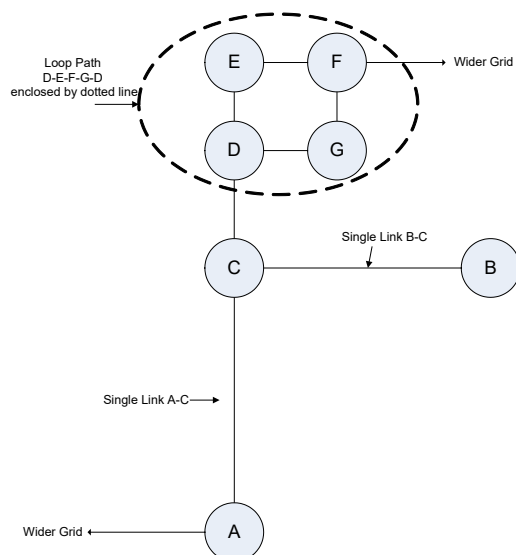 Loop Path
D-E-F-G-D
enclosed by dotted line
E
F
Wider Grid
D
G
Single Link B-C
C
B
Single Link A-C
Wider Grid
A